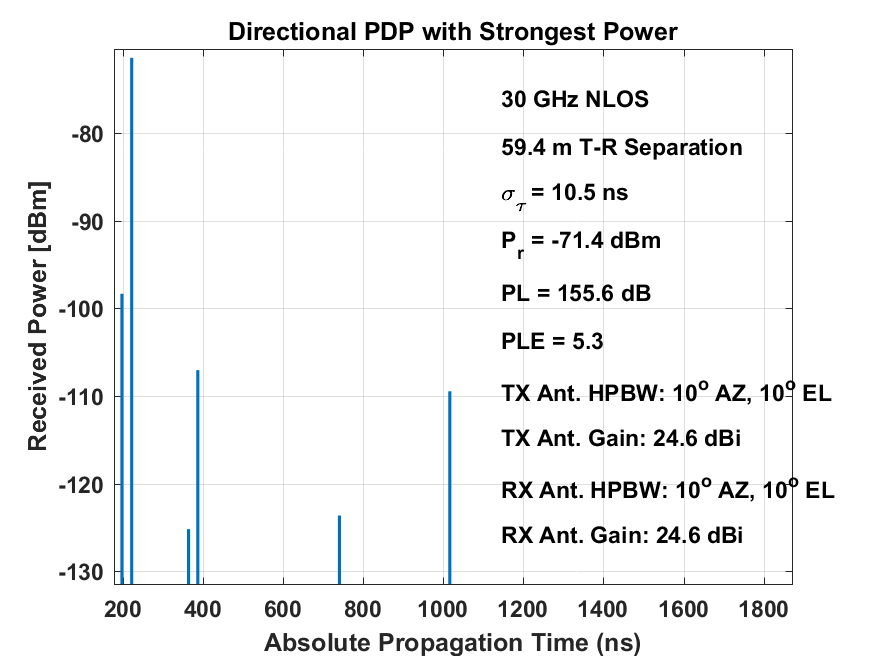 Directional PDP with Strongest Power
30 GHz NLOS
59.4 m T-R Separation
σ_τ = 10.5 ns
P_r = -71.4 dBm
PL = 155.6 dB
PLE = 5.3
TX Ant. HPBW: 10° AZ, 10° EL
TX Ant. Gain: 24.6 dBi
RX Ant. HPBW: 10° AZ, 10° EL
RX Ant. Gain: 24.6 dBi
Received Power [dBm]
-80
-90
-100
-110
-120
-130
200 400 600 800 1000 1200 1400 1600 1800
Absolute Propagation Time (ns)